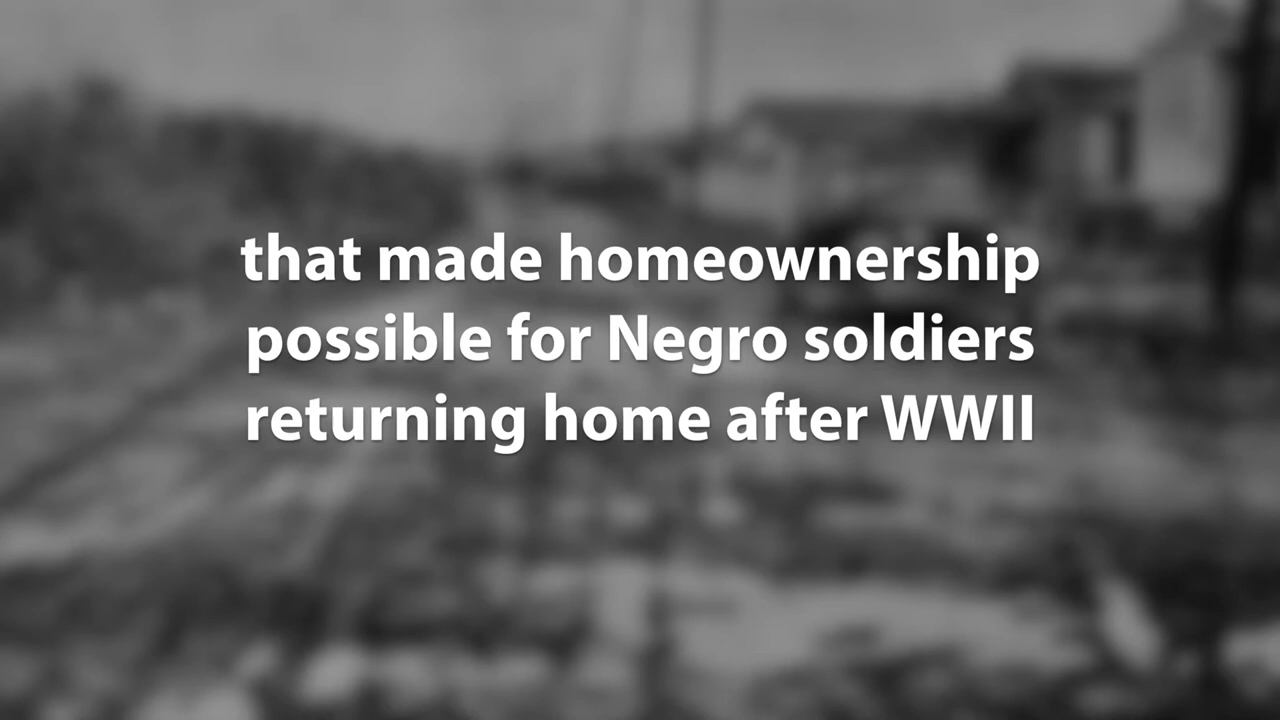 that made homeownership
possible for Negro soldiers
returning home after WWII